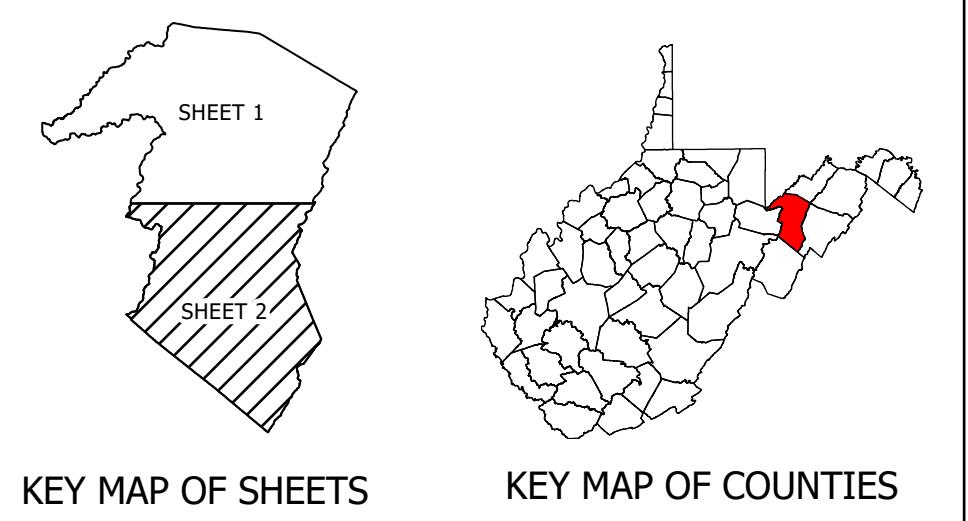 SHEET 1
SHEET 2
KEY MAP OF SHEETS
KEY MAP OF COUNTIES